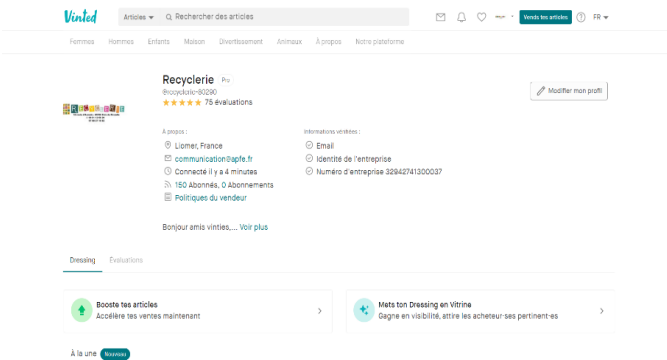 Vinted
Articles
Rechercher des articles
Vends tes articles
FR
Femmes
Hommes
Enfants
Maison
Divertissement
Animaux
À propos
Notre plateforme
Recyclerie Pro
@recyclerie-80290
75 évaluations
Modifier mon profil
À propos :
Liomer, France
communication@apfe.fr
Connecté il y a 4 minutes
150 Abonnés, 0 Abonnements
Politiques du vendeur
Informations vérifiées :
Email
Identité de l'entreprise
Numéro d'entreprise 32942741300037
Bonjour amis vinties,... Voir plus
Dressing
Évaluations
Booste tes articles
Accélère tes ventes maintenant
Mets ton Dressing en Vitrine
Gagne en visibilité, attire les acheteur·ses pertinent·es
À la une Nouveau